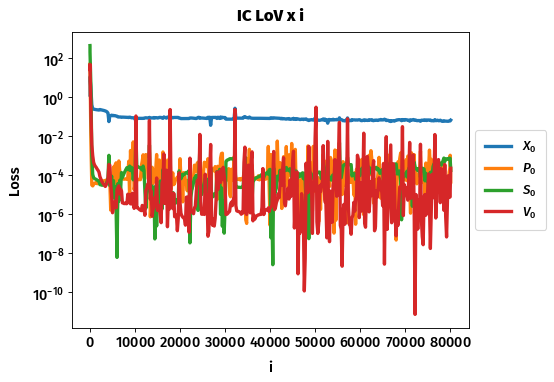 IC LoV x i
Loss
10²
10⁰
10⁻²
10⁻⁴
10⁻⁶
10⁻⁸
10⁻¹⁰
0 10000 20000 30000 40000 50000 60000 70000 80000
i
X₀
P₀
S₀
V₀